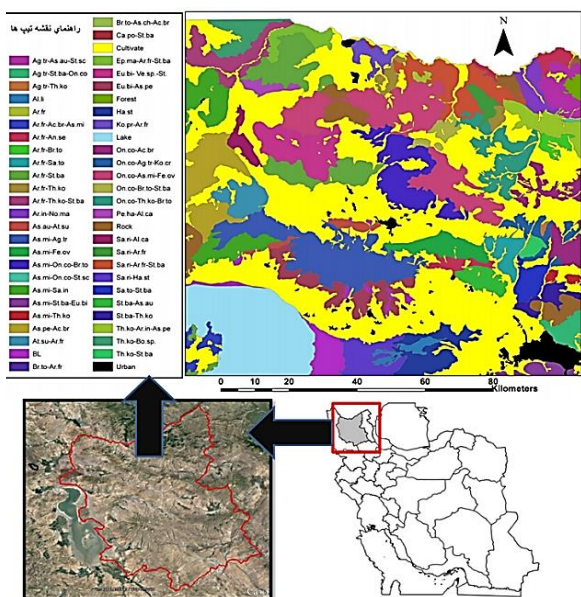 راهنمای نقشه تیپ ها
Ag tr-As.au-St.sc
Ag tr-St.ba-On.co
Ag tr-Th.ko
Al.li
Ar.fr
Ar.fr-Ac.br-As.mi
Ar.fr-An.se
Ar.fr-Br.to
Ar.fr-Sa.to
Ar.fr-St.ba
Ar.fr-Th.ko
Ar.fr-Th.ko-St.ba
Ar.in-No.ma
As.au-At.su
As.mi-Ag.tr
As.mi-Fe.ov
As.mi-On.co-Br.to
As.mi-On.co-St.sc
As.mi-Sa.in
As.mi-St.ba-Eu.bi
As.mi-Th.ko
As.pe-Ac.br
At.su-Ar.fr
BL
Br.to-Ar.fr
Br.to-As.ch-Ac.br
Ca.po-St.ba
Cultivate
Ep.ma-Ar.fr-St.ba
Eu.bi-Ve.sp.-St.
Eu.bi-As.pe
Forest
Ha.st
Ko.pr-Ar.fr
Lake
On.co-Ac.br
On.co-Ag.tr-Ko.cr
On.co-As.mi-Fe.ov
On.co-Br.to-St.ba
On.co-Th.ko-Br.to
Pe.ha-Al.ca
Rock
Sa.ri-Al.ca
Sa.ri-Ar.fr
Sa.ri-Ar.fr-St.ba
Sa.ri-Ha.st
Sa.to-St.ba
St.ba-As.au
St.ba-Th.ko
Th.ko-Ar.in-As.pe
Th.ko-Bo.sp.
Th.ko-St.ba
Urban
N
0 10 20 40 60 80
Kilometers